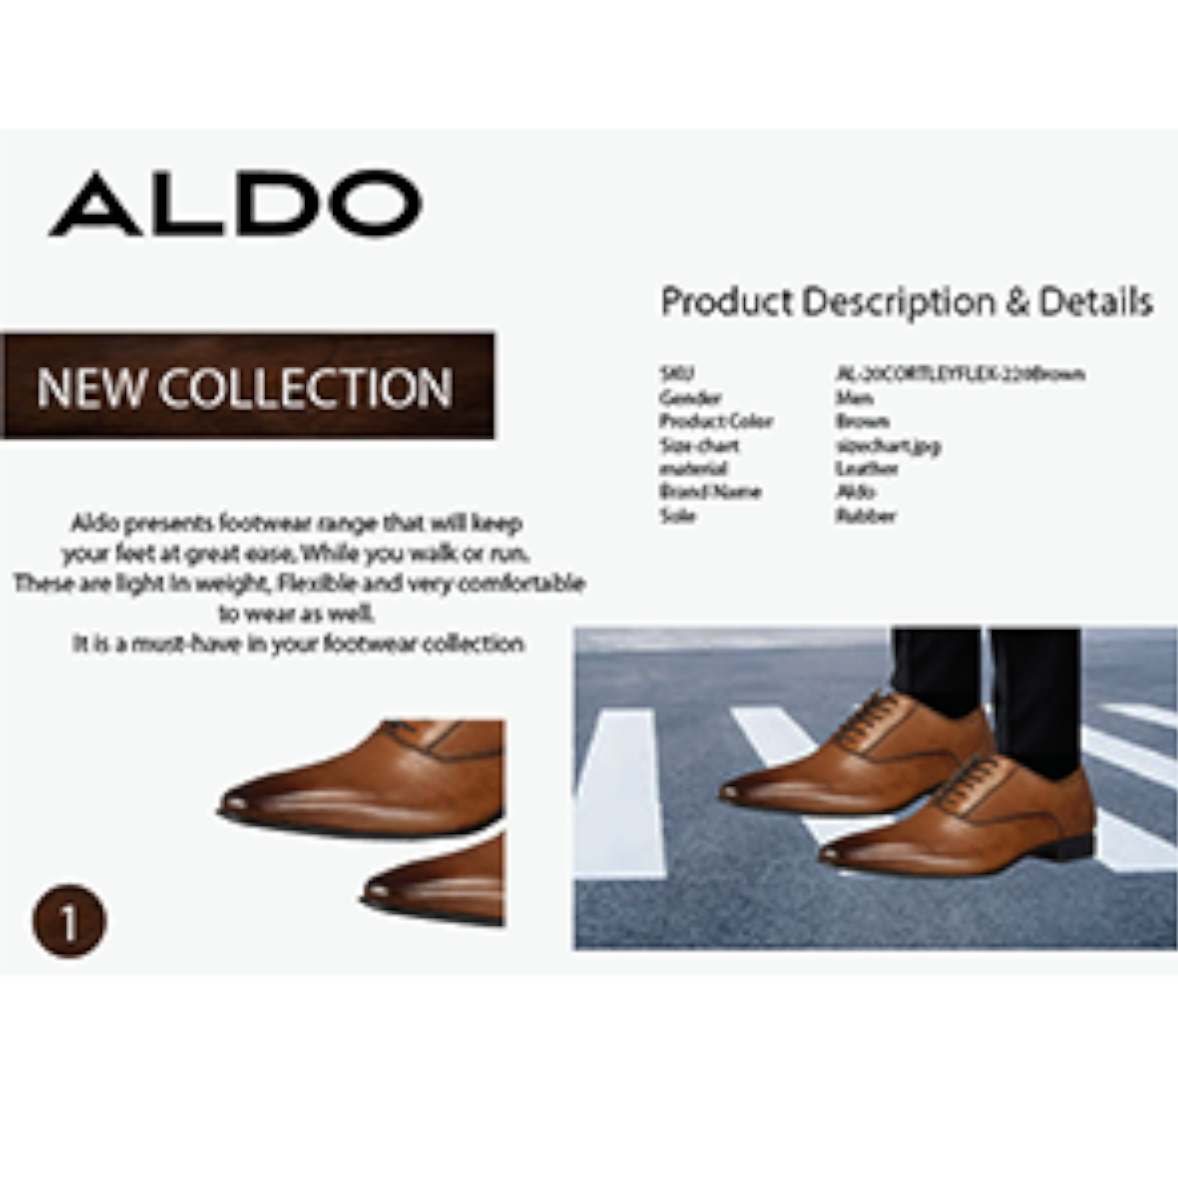 ALDO
NEW COLLECTION
Aldo presents footwear range that will keep
your feet at great ease, While you walk or run.
These are light In weight, Flexible and very comfortable
to wear as well.
It is a must-have in your footwear collection
1
Product Description & Details
SKU AL-20CORTLEYFLEX-220Brown
Gender Men
Product Color Brown
Size chart sizechart.jpg
material Leather
Brand Name Aldo
Sole Rubber